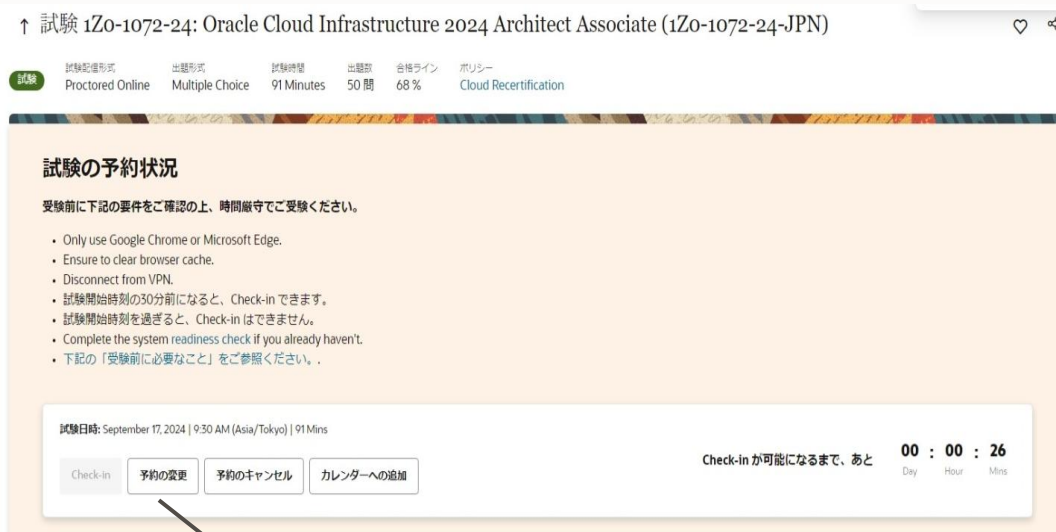 ↑ 試験 1Z0-1072-24: Oracle Cloud Infrastructure 2024 Architect Associate (1Z0-1072-24-JPN)
試験
試験配信形式 出題形式 試験時間 出題数 合格ライン ポリシー
Proctored Online Multiple Choice 91 Minutes 50 問 68 % Cloud Recertification
試験の予約状況
受験前に下記の要件をご確認の上、時間厳守でご受験ください。
• Only use Google Chrome or Microsoft Edge.
• Ensure to clear browser cache.
• Disconnect from VPN.
• 試験開始時刻の30分前になると、Check-in できます。
• 試験開始時刻を過ぎると、Check-in はできません。
• Complete the system readiness check if you already haven't.
• 下記の「受験前に必要なこと」をご参照ください。.
試験日時: September 17, 2024 | 9:30 AM (Asia/Tokyo) | 91 Mins
Check-in 予約の変更 予約のキャンセル カレンダーへの追加
Check-in が可能になるまで、あと 00 : 00 : 26
Day Hour Mins